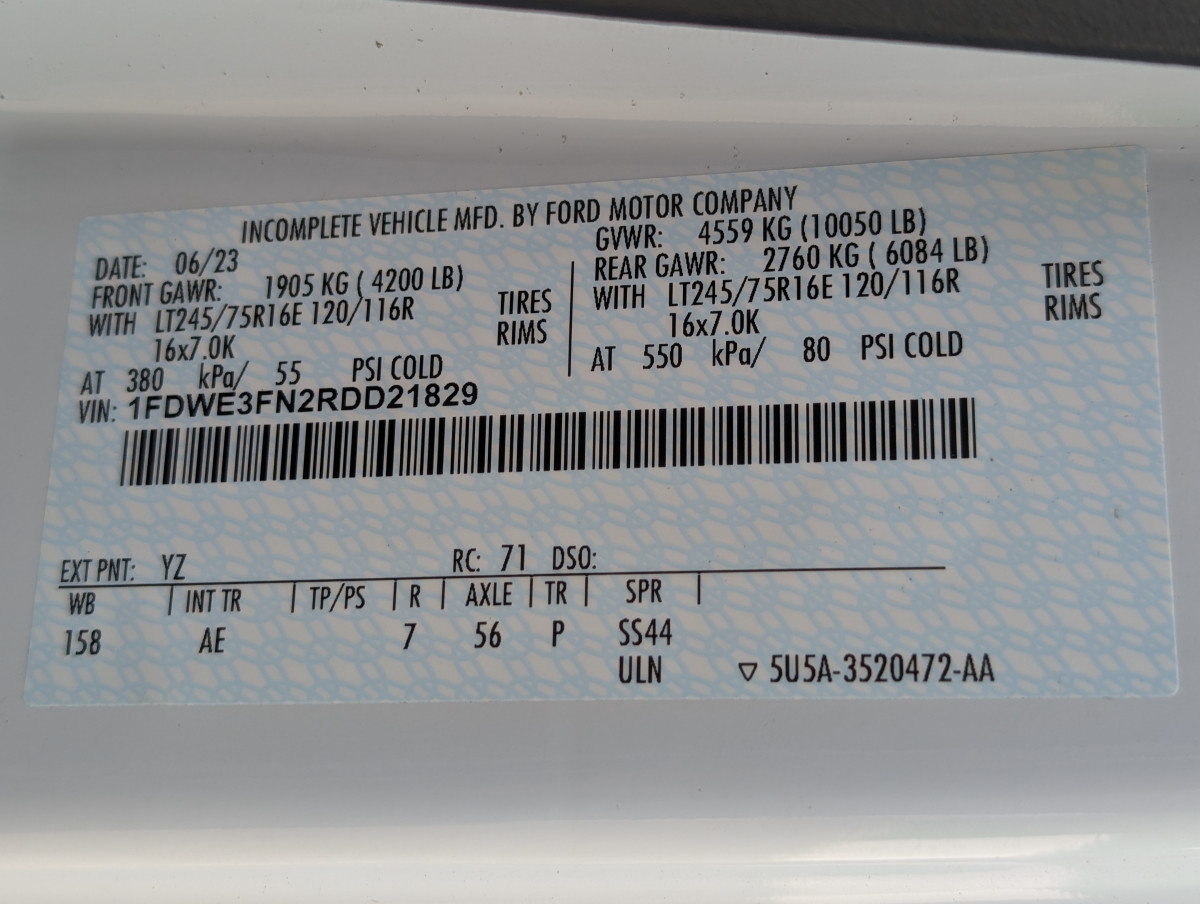 INCOMPLETE VEHICLE MFD. BY FORD MOTOR COMPANY
DATE: 06/23
GVWR: 4559 KG (10050 LB)
FRONT GAWR: 1905 KG ( 4200 LB)
REAR GAWR: 2760 KG ( 6084 LB)
WITH LT245/75R16E 120/116R TIRES
WITH LT245/75R16E 120/116R TIRES
16x7.0K RIMS
16x7.0K RIMS
AT 380 kPa/ 55 PSI COLD
AT 550 kPa/ 80 PSI COLD
VIN: 1FDWE3FN2RDD21829
EXT PNT: YZ RC: 71 DSO:
WB | INT TR | TP/PS | R | AXLE | TR | SPR |
158 AE 7 56 P SS44
ULN ▽ 5U5A-3520472-AA